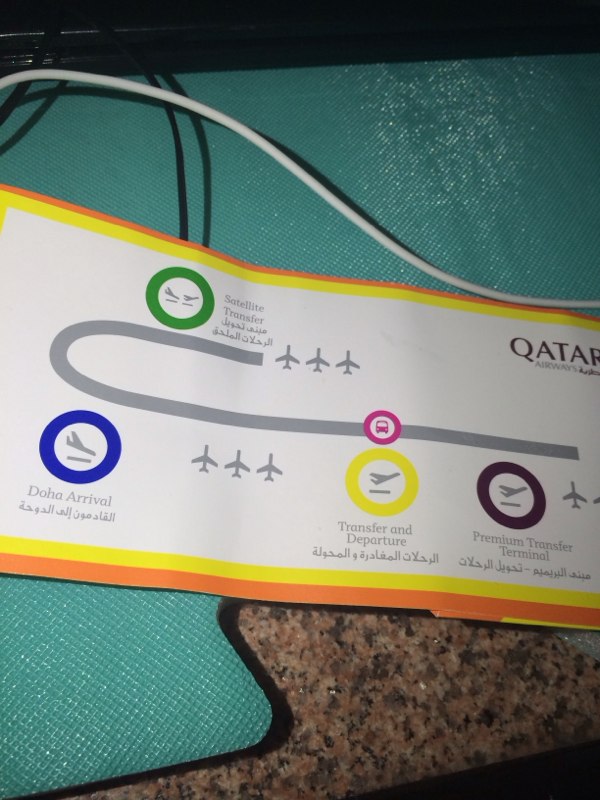 Satellite
Transfer
مبنى تحويل
الرحلات الملحق
QATAR
AIRWAYS القطرية
Doha Arrival
القادمون إلى الدوحة
Transfer and
Departure
الرحلات المغادرة و المحولة
Premium Transfer
Terminal
مبنى البريميم - تحويل الرحلات